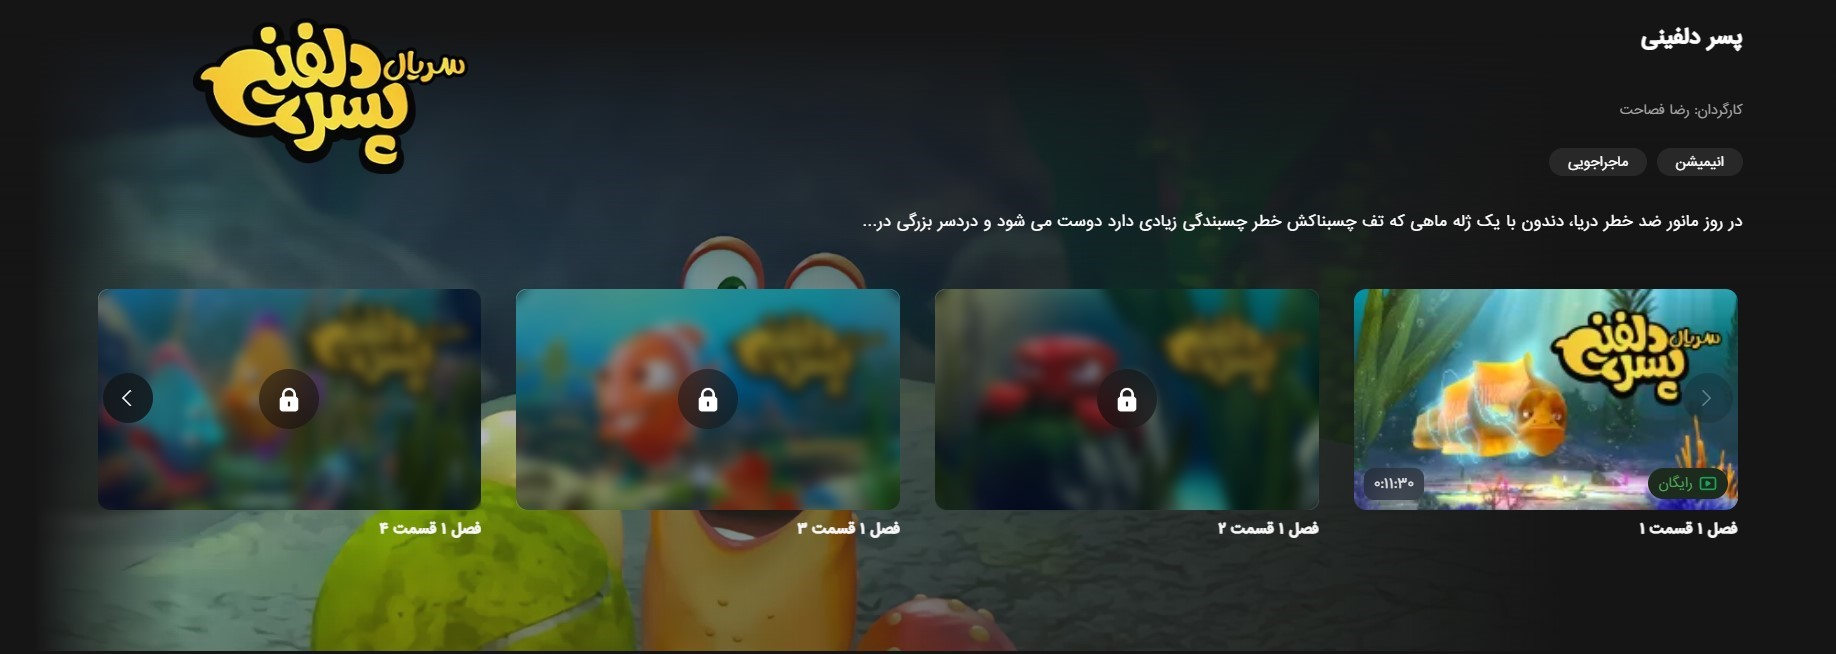 پسر دلفینی
سریال
دلفینی
پسر
کارگردان: رضا فصاحت
انیمیشن
ماجراجویی
در روز مانور ضد خطر دریا، دندون با یک ژله ماهی که تف چسبناکش خطر چسبندگی زیادی دارد دوست می شود و دردسر بزرگی در...
سریال
دلفینی
پسر
رایگان
۰:۱۱:۳۰
فصل ۱ قسمت ۱
فصل ۱ قسمت ۲
فصل ۱ قسمت ۳
فصل ۱ قسمت ۴